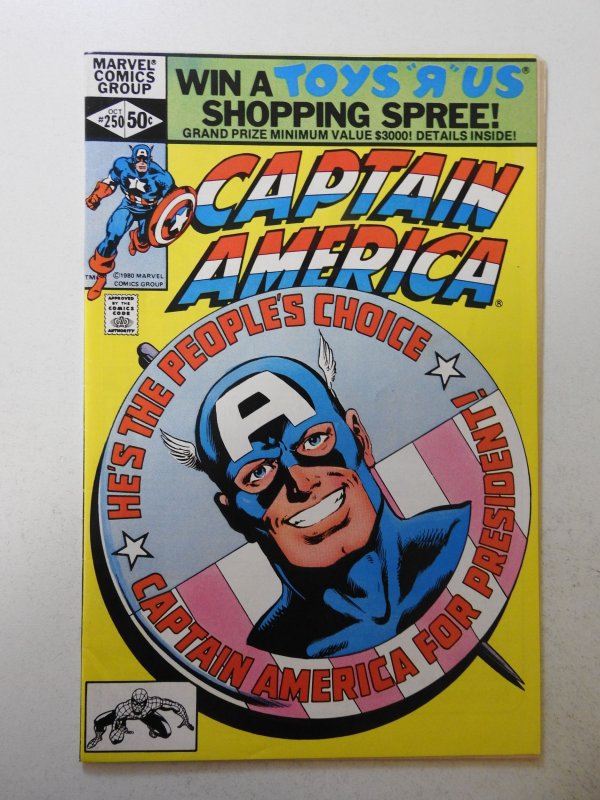 MARVEL®
COMICS
GROUP
OCT
#250 50¢
WIN A TOYS "R" US®
SHOPPING SPREE!
GRAND PRIZE MINIMUM VALUE $3000! DETAILS INSIDE!
CAPTAIN
AMERICA®
TM
©1980 MARVEL
COMICS GROUP
APPROVED
BY THE
COMICS
CODE
AUTHORITY
HE'S THE PEOPLE'S CHOICE
A
CAPTAIN AMERICA FOR PRESIDENT!